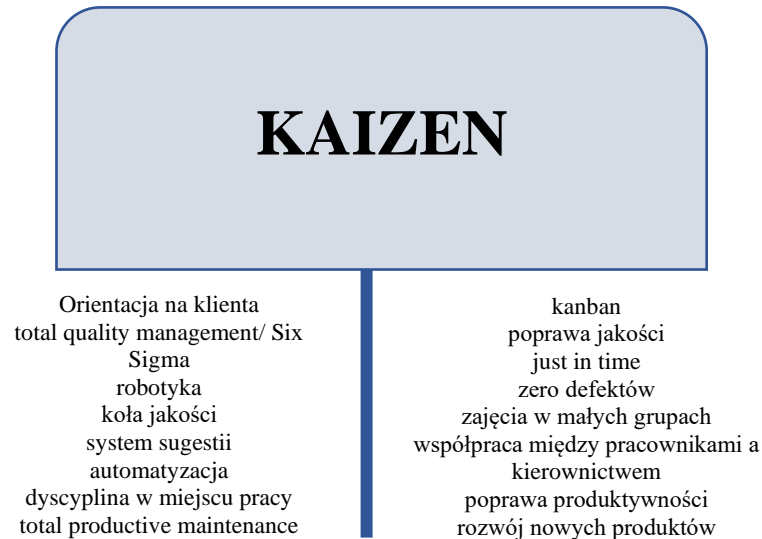 KAIZEN
Orientacja na klienta
total quality management/ Six
Sigma
robotyka
koła jakości
system sugestii
automatyzacja
dyscyplina w miejscu pracy
total productive maintenance
kanban
poprawa jakości
just in time
zero defektów
zajęcia w małych grupach
współpraca między pracownikami a
kierownictwem
poprawa produktywności
rozwój nowych produktów